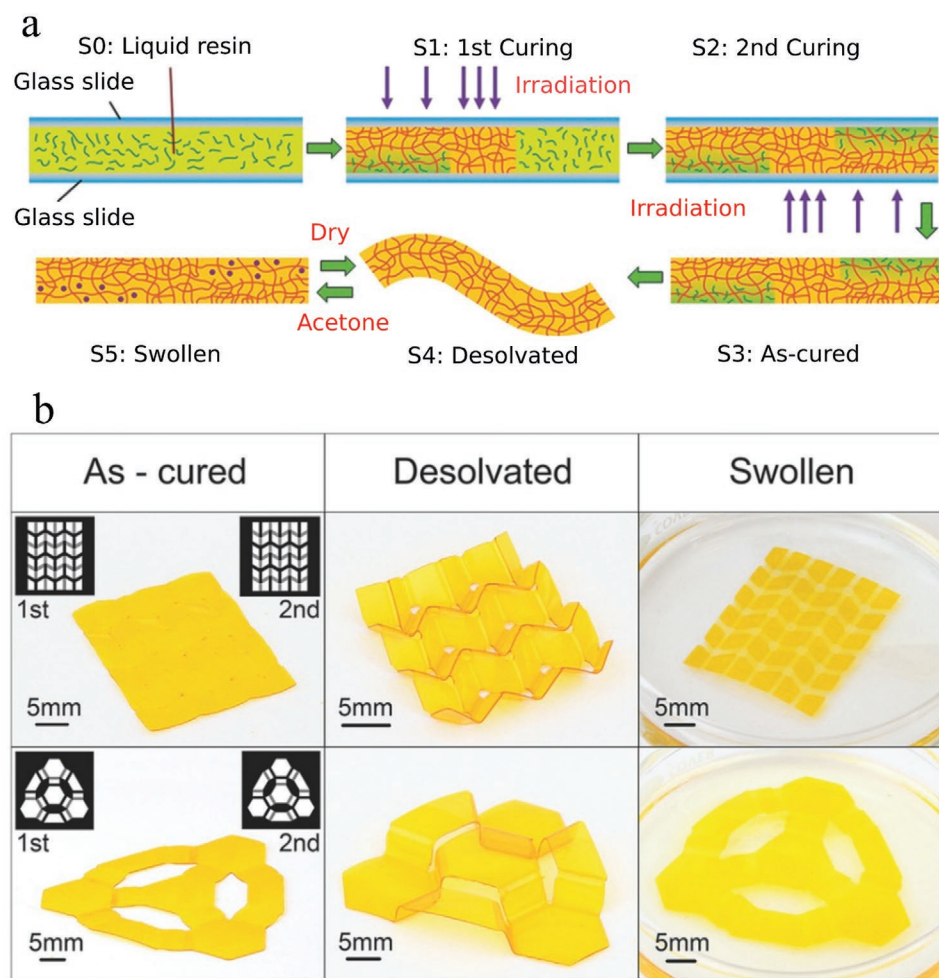 a
S0: Liquid resin
S1: 1st Curing
S2: 2nd Curing
Glass slide
Irradiation
Glass slide
Irradiation
Dry
Acetone
S5: Swollen
S4: Desolvated
S3: As-cured
b
As - cured
Desolvated
Swollen
1st
2nd
5mm
5mm
5mm
1st
2nd
5mm
5mm
5mm